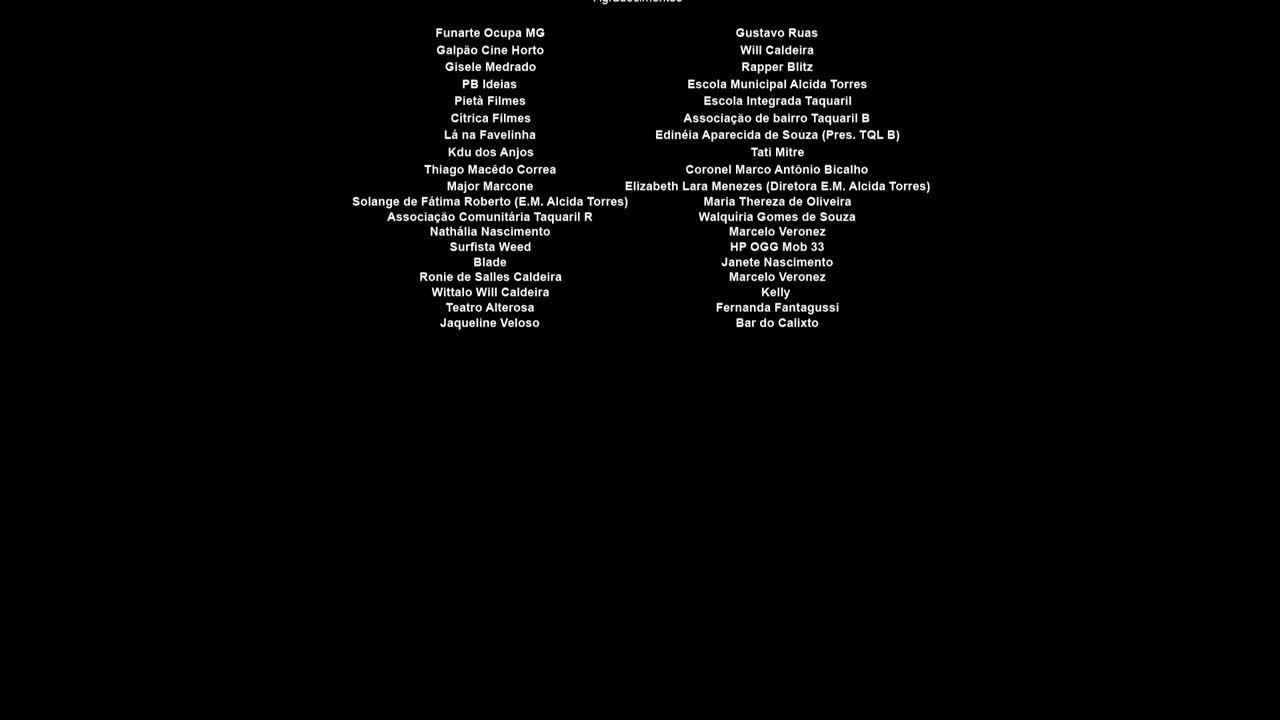 Agradecimentos
Funarte Ocupa MG
Gustavo Ruas
Galpão Cine Horto
Will Caldeira
Gisele Medrado
Rapper Blitz
PB Ideias
Escola Municipal Alcida Torres
Pietà Filmes
Escola Integrada Taquaril
Cítrica Filmes
Associação de bairro Taquaril B
Lá na Favelinha
Edinéia Aparecida de Souza (Pres. TQL B)
Kdu dos Anjos
Tati Mitre
Thiago Macêdo Correa
Coronel Marco Antônio Bicalho
Major Marcone
Elizabeth Lara Menezes (Diretora E.M. Alcida Torres)
Solange de Fátima Roberto (E.M. Alcida Torres)
Maria Thereza de Oliveira
Associação Comunitária Taquaril R
Walquíria Gomes de Souza
Nathália Nascimento
Marcelo Veronez
Surfista Weed
HP OGG Mob 33
Blade
Janete Nascimento
Ronie de Salles Caldeira
Marcelo Veronez
Wittalo Will Caldeira
Kelly
Teatro Alterosa
Fernanda Fantagussi
Jaqueline Veloso
Bar do Calixto